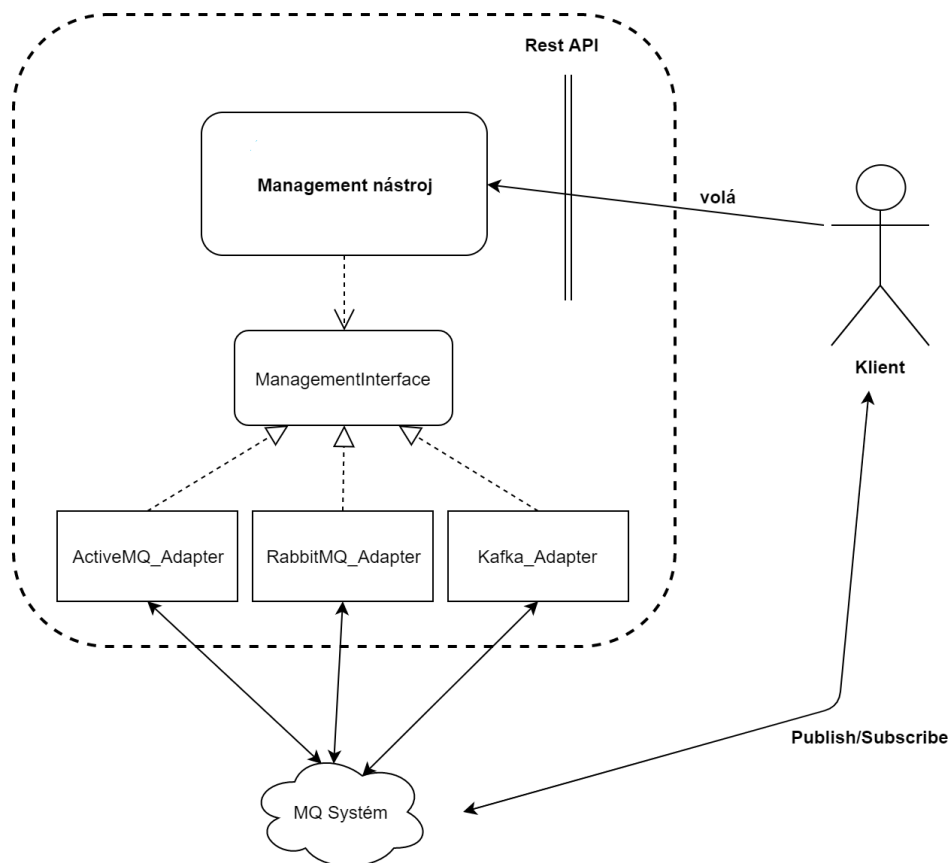 Rest API
Management nástroj
volá
ManagementInterface
Klient
ActiveMQ_Adapter
RabbitMQ_Adapter
Kafka_Adapter
Publish/Subscribe
MQ Systém